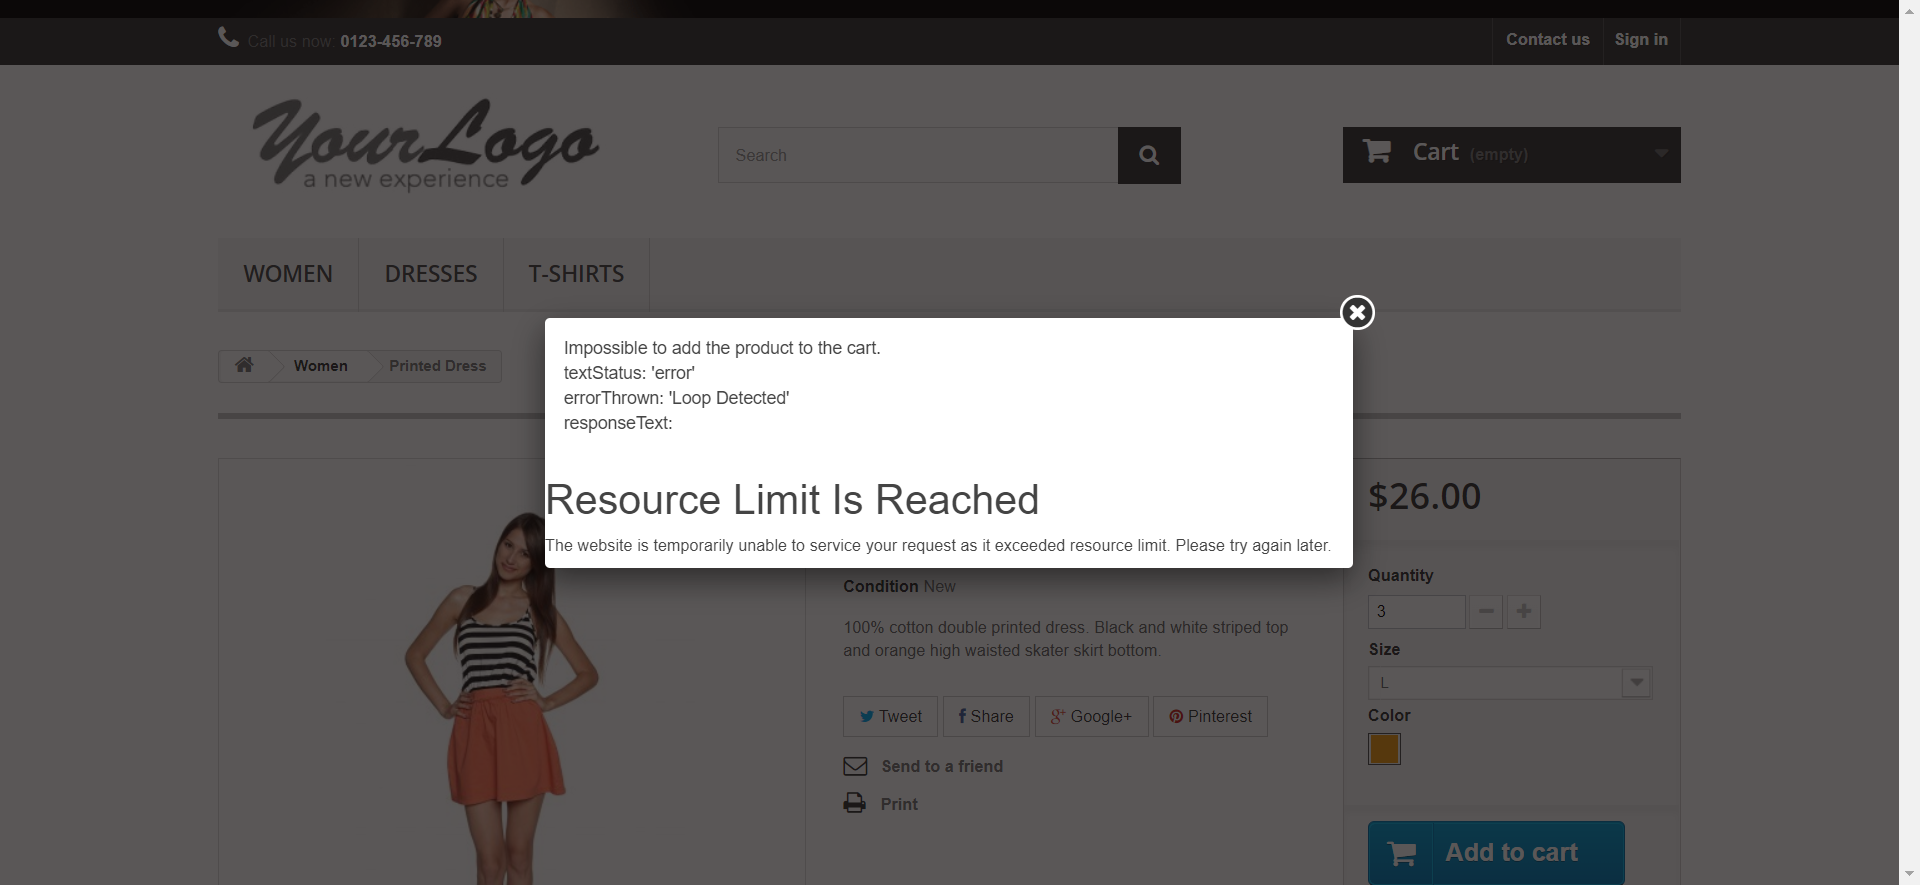 Call us now: 0123-456-789
Contact us
Sign in
YourLogo
a new experience
Search
Cart (empty)
WOMEN
DRESSES
T-SHIRTS
Women
Printed Dress
Impossible to add the product to the cart.
textStatus: 'error'
errorThrown: 'Loop Detected'
responseText:
Resource Limit Is Reached
The website is temporarily unable to service your request as it exceeded resource limit. Please try again later.
$26.00
Condition New
100% cotton double printed dress. Black and white striped top
and orange high waisted skater skirt bottom.
Tweet
Share
Google+
Pinterest
Send to a friend
Print
Quantity
3
Size
L
Color
Add to cart